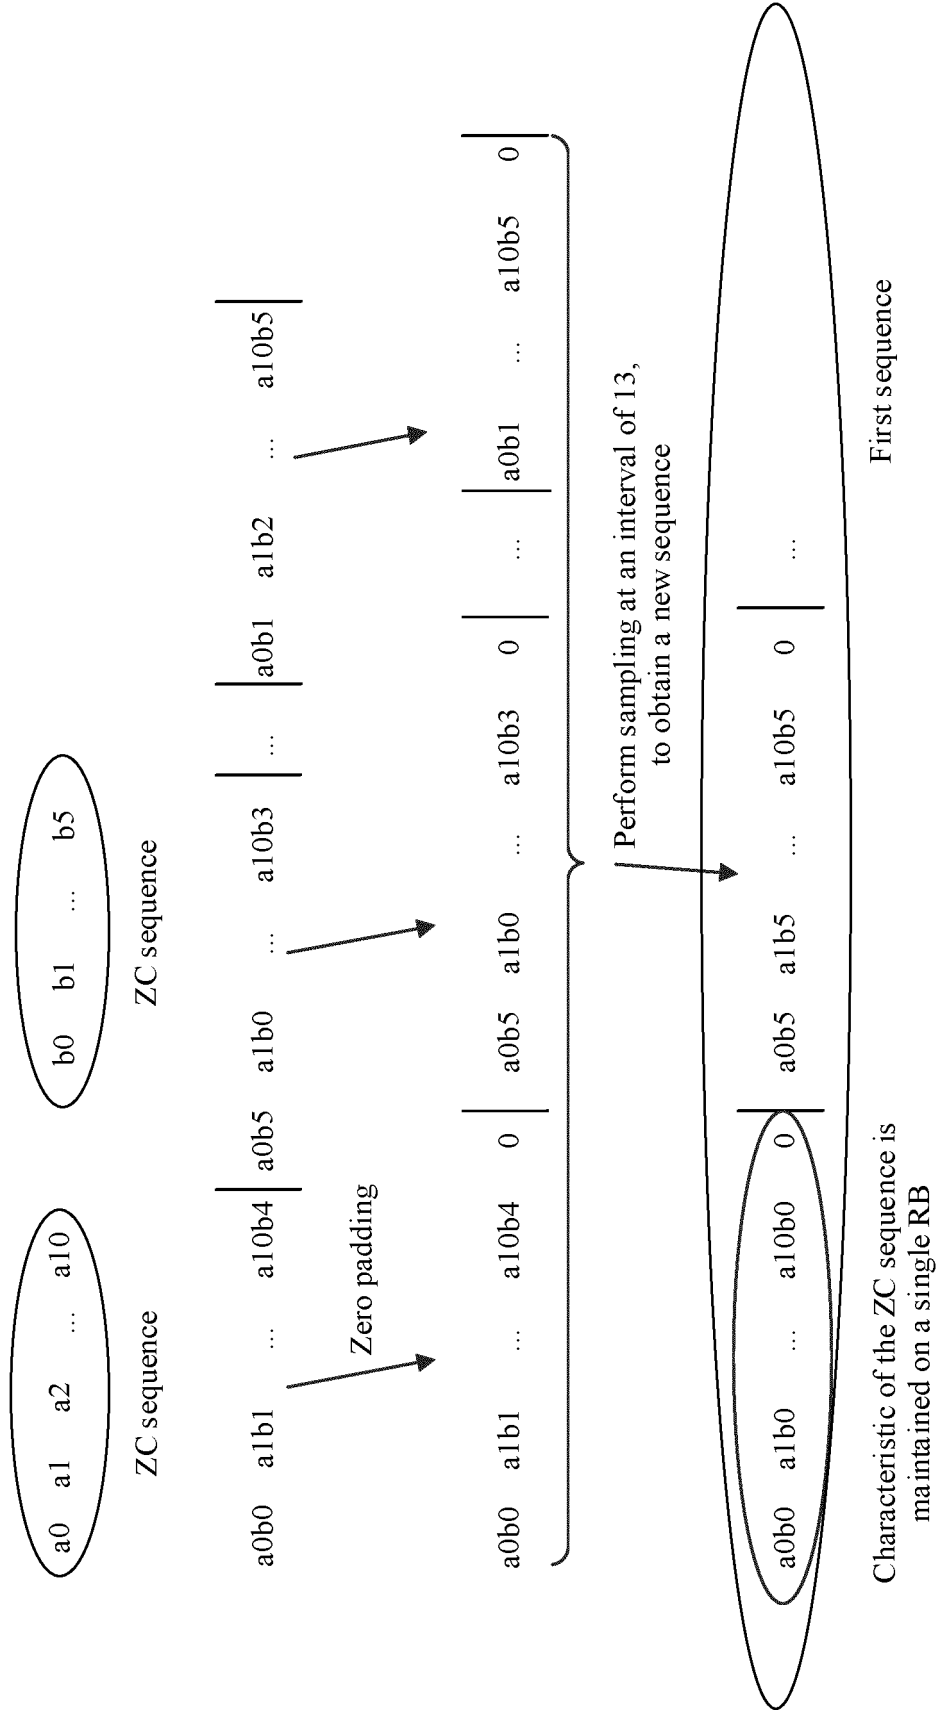 a0 a1 a2 ... a10
b0 b1 ... b5
ZC sequence
ZC sequence
a0b0 a1b1 ... a10b4 a0b5 a1b0 ... a10b3 ... a0b1 a1b2 ... a10b5
Zero padding
a0b0 a1b1 ... a10b4 0 a0b5 a1b0 ... a10b3 0 ... a0b1 ... a10b5 0
Perform sampling at an interval of 13,
to obtain a new sequence
a0b0 a1b0 ... a10b0 0 a0b5 a1b5 ... a10b5 0 ...
Characteristic of the ZC sequence is
maintained on a single RB
First sequence